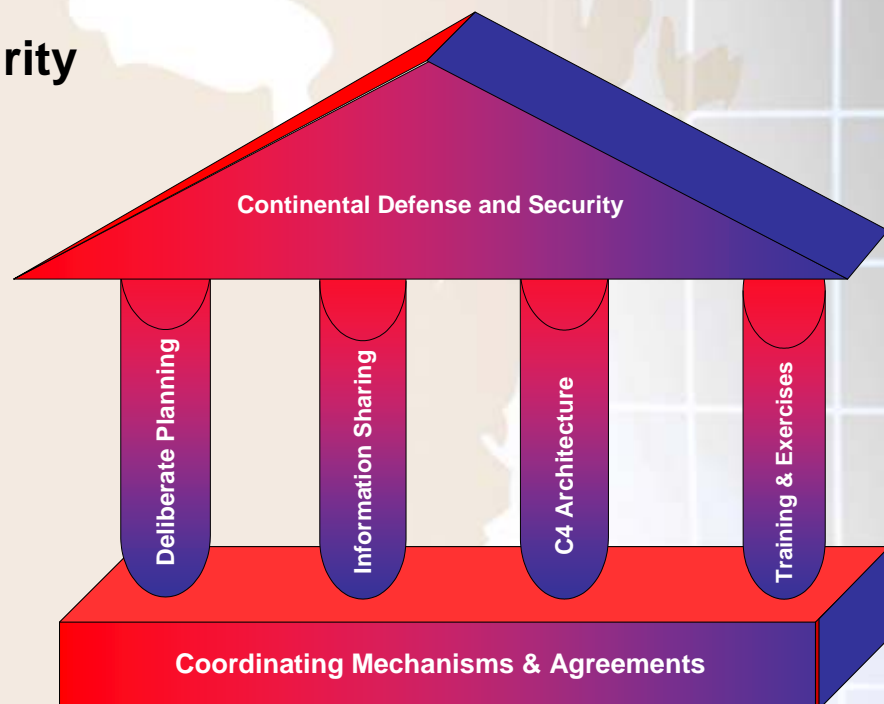 rity
Continental Defense and Security
Deliberate Planning
Information Sharing
C4 Architecture
Training & Exercises
Coordinating Mechanisms & Agreements